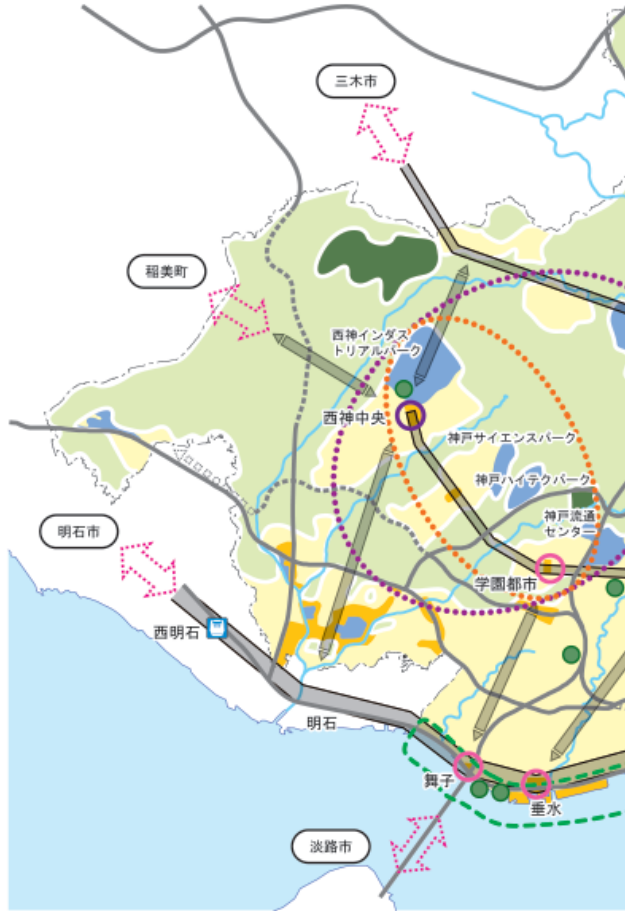 三木市
稲美町
西神インダス
トリアルパーク
西神中央
神戸サイエンスパーク
神戸ハイテクパーク
神戸流通
センター
明石市
学園都市
西明石
明石
舞子
垂水
淡路市